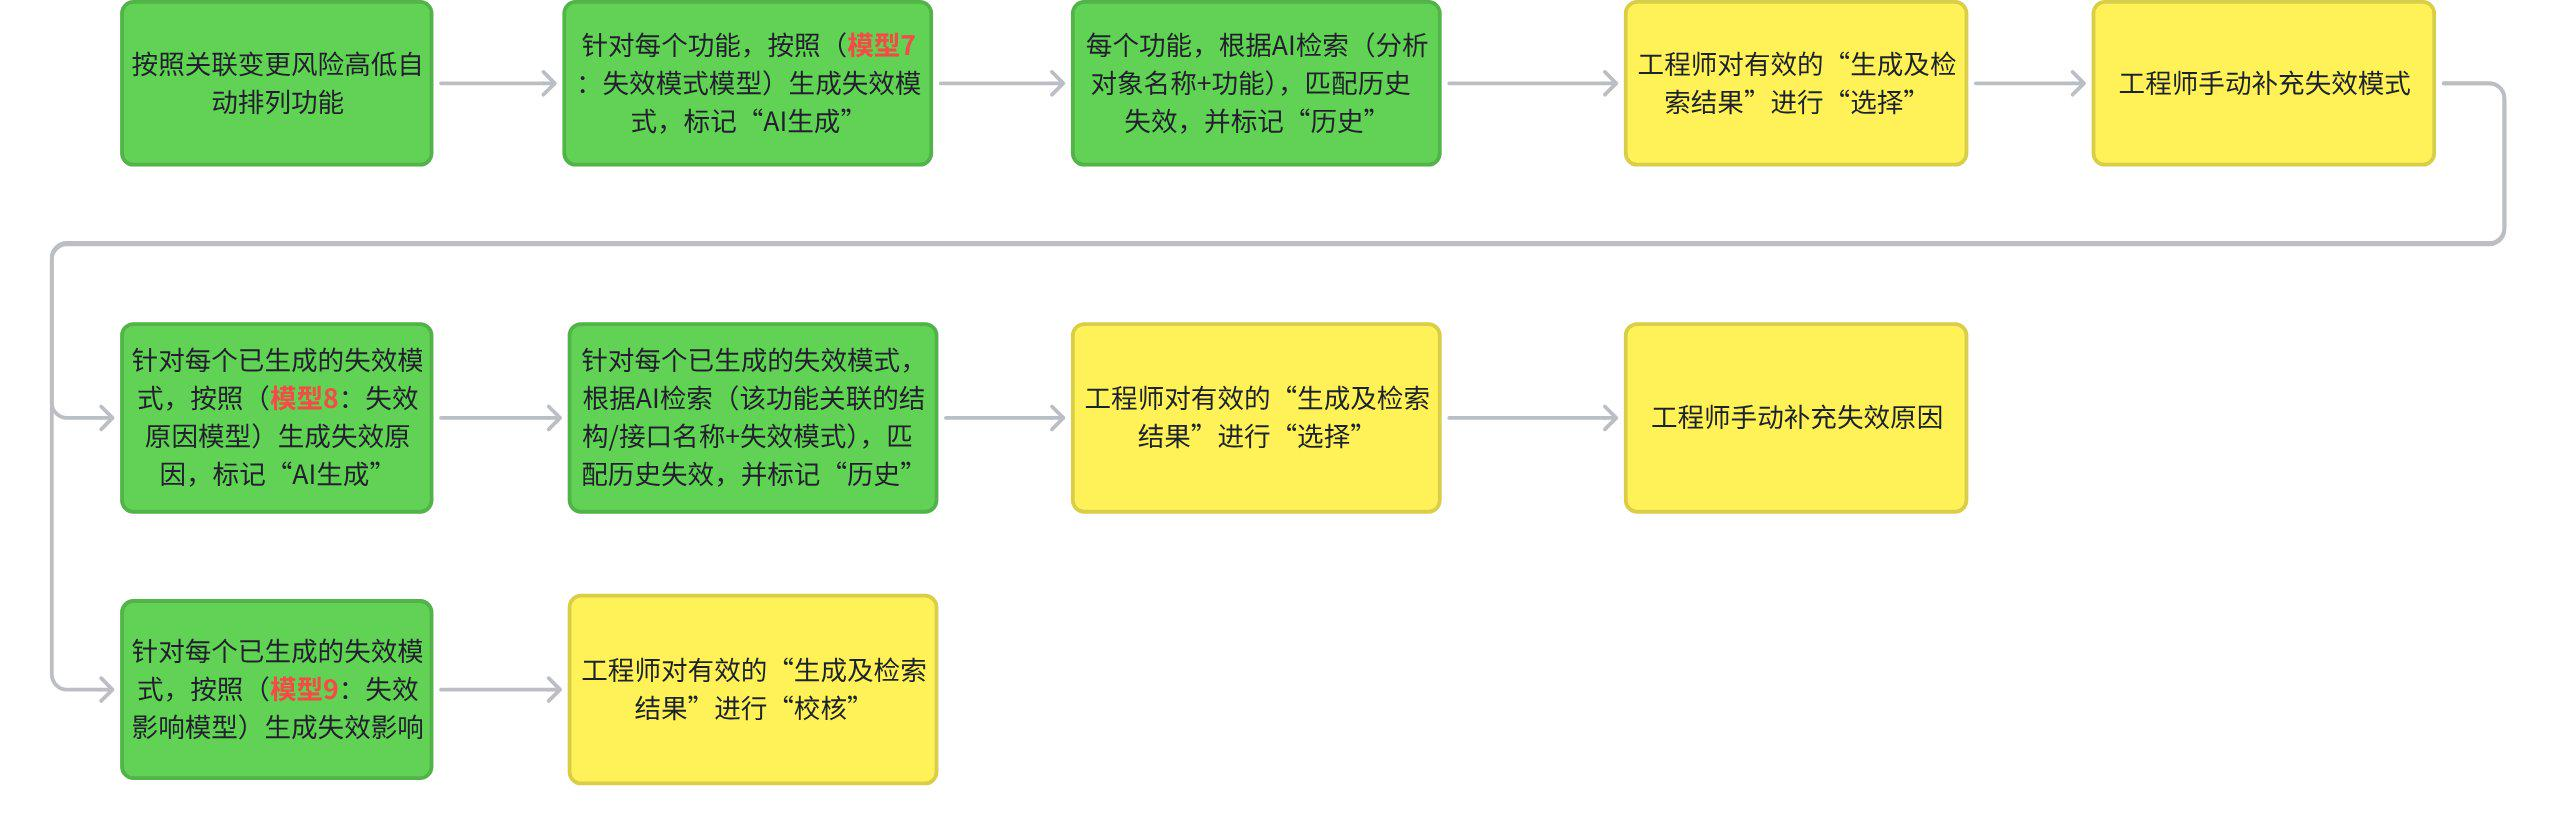 按照关联变更风险高低自
动排列功能
针对每个功能，按照（模型7
：失效模式模型）生成失效模
式，标记“AI生成”
每个功能，根据AI检索（分析
对象名称+功能），匹配历史
失效，并标记“历史”
工程师对有效的“生成及检
索结果”进行“选择”
工程师手动补充失效模式
针对每个已生成的失效模
式，按照（模型8：失效
原因模型）生成失效原
因，标记“AI生成”
针对每个已生成的失效模式，
根据AI检索（该功能关联的结
构/接口名称+失效模式），匹
配历史失效，并标记“历史”
工程师对有效的“生成及检索
结果”进行“选择”
工程师手动补充失效原因
针对每个已生成的失效模
式，按照（模型9：失效
影响模型）生成失效影响
工程师对有效的“生成及检索
结果”进行“校核”